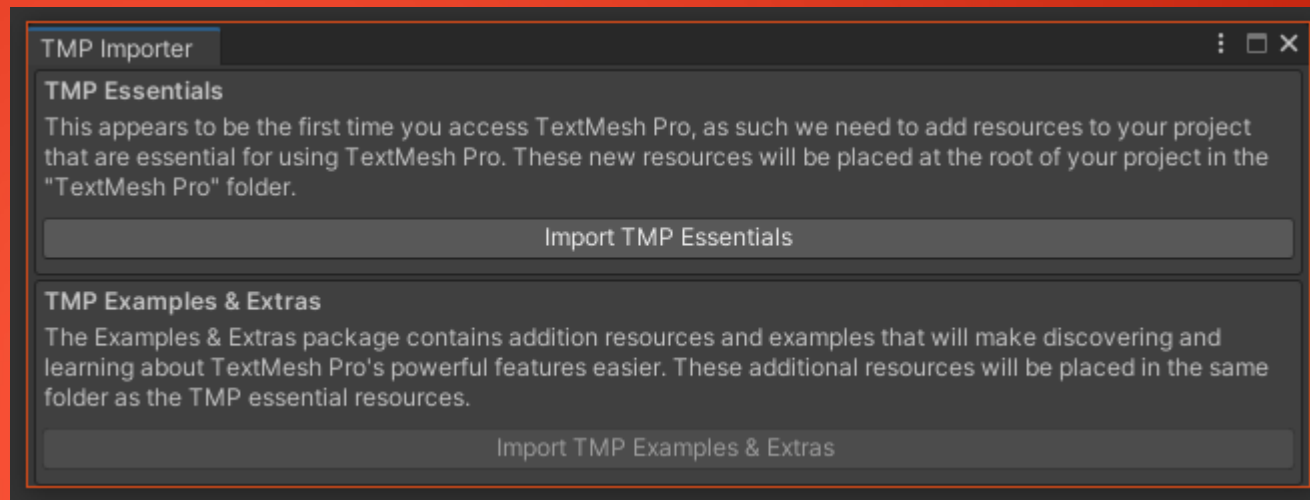 TMP Importer
TMP Essentials
This appears to be the first time you access TextMesh Pro, as such we need to add resources to your project
that are essential for using TextMesh Pro. These new resources will be placed at the root of your project in the
"TextMesh Pro" folder.
Import TMP Essentials
TMP Examples & Extras
The Examples & Extras package contains addition resources and examples that will make discovering and
learning about TextMesh Pro's powerful features easier. These additional resources will be placed in the same
folder as the TMP essential resources.
Import TMP Examples & Extras